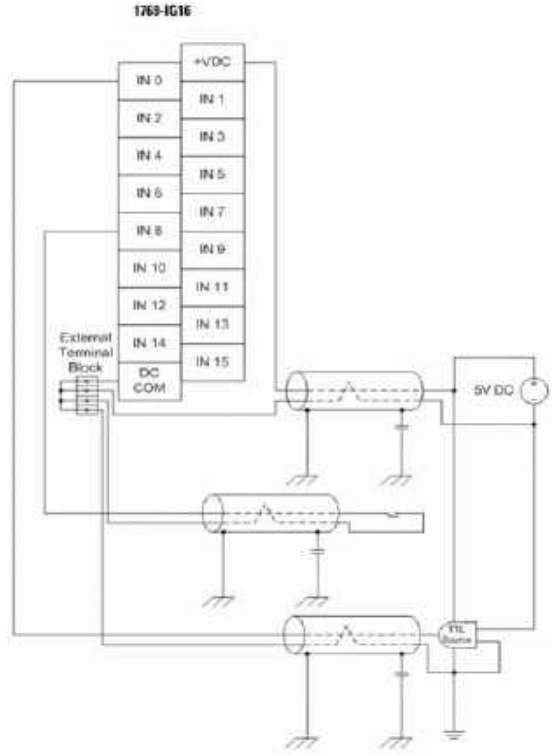 1769-IG16
+VDC
IN 0
IN 1
IN 2
IN 3
IN 4
IN 5
IN 6
IN 7
IN 8
IN 9
IN 10
IN 11
IN 12
IN 13
IN 14
IN 15
DC
COM
External
Terminal
Block
5V DC
TTL
Source